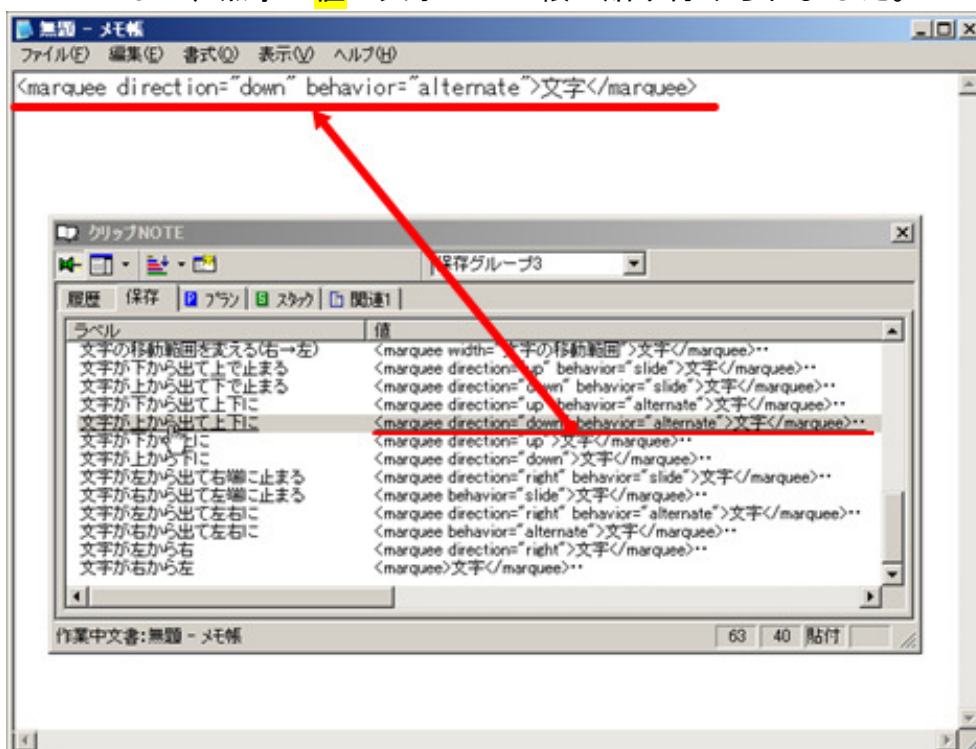 値
無題 - メモ帳
ファイル(F) 編集(E) 書式(O) 表示(V) ヘルプ(H)
<marquee direction="down" behavior="alternate">文字</marquee>
クリップNOTE
保存グループ3
履歴 保存 P プラン S スタック 関連1
ラベル 値
文字の移動範囲を変える(右→左) <marquee width="文字の移動範囲">文字</marquee>··
文字が下から出て上で止まる <marquee direction="up" behavior="slide">文字</marquee>··
文字が上から出て下で止まる <marquee direction="down" behavior="slide">文字</marquee>··
文字が下から出て上下に <marquee direction="up" behavior="alternate">文字</marquee>··
文字が上から出て上下に <marquee direction="down" behavior="alternate">文字</marquee>··
文字が下から上に <marquee direction="up">文字</marquee>··
文字が上から下に <marquee direction="down">文字</marquee>··
文字が左から出て右端に止まる <marquee direction="right" behavior="slide">文字</marquee>··
文字が右から出て左端に止まる <marquee behavior="slide">文字</marquee>··
文字が左から出て左右に <marquee direction="right" behavior="alternate">文字</marquee>··
文字が右から出て左右に <marquee behavior="alternate">文字</marquee>··
文字が左から右 <marquee direction="right">文字</marquee>··
文字が右から左 <marquee>文字</marquee>··
作業中文書:無題 - メモ帳 63 40 貼付